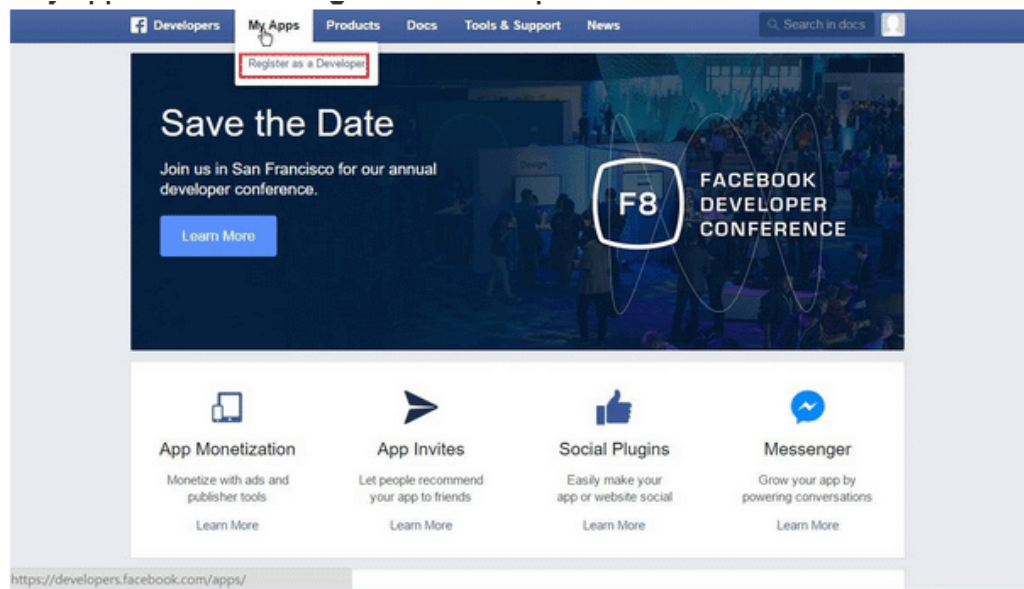 Developers My Apps Products Docs Tools & Support News Search in docs
Register as a Developer
Save the Date
Join us in San Francisco for our annual
developer conference.
Learn More
Design
F8
FACEBOOK
DEVELOPER
CONFERENCE
App Monetization
Monetize with ads and
publisher tools
Learn More
App Invites
Let people recommend
your app to friends
Learn More
Social Plugins
Easily make your
app or website social
Learn More
Messenger
Grow your app by
powering conversations
Learn More
https://developers.facebook.com/apps/